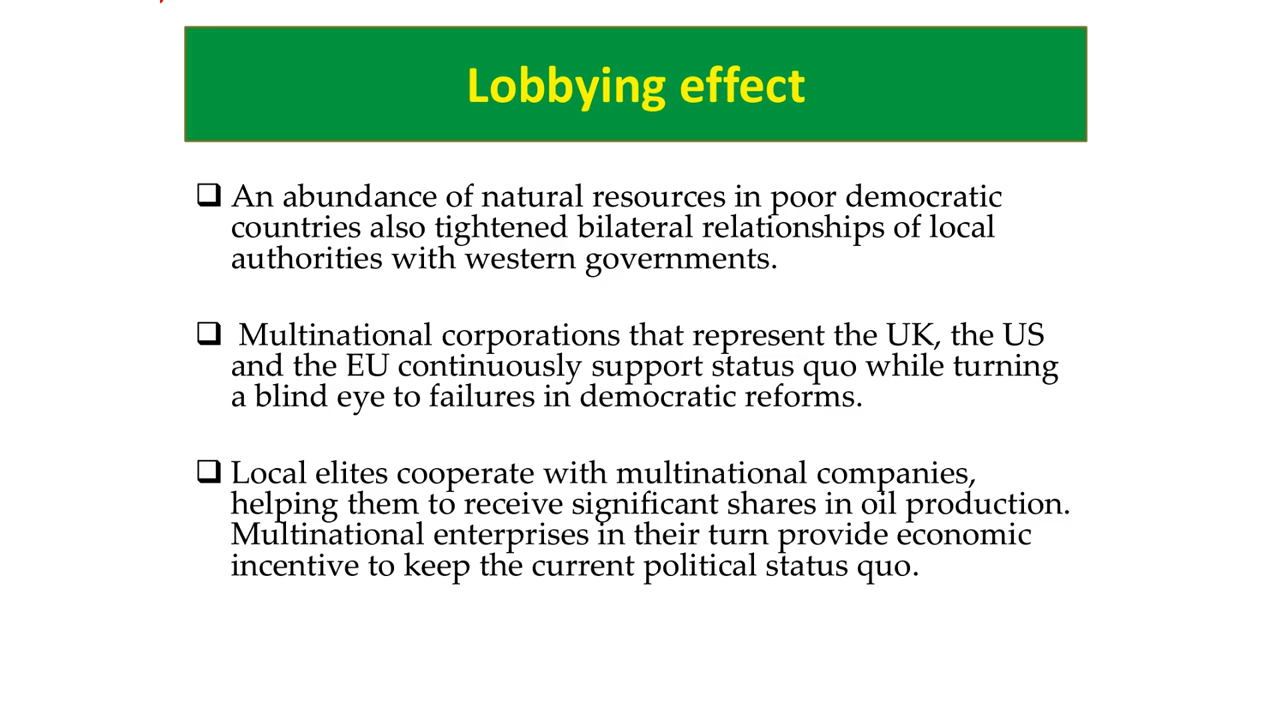 Lobbying effect
An abundance of natural resources in poor democratic
countries also tightened bilateral relationships of local
authorities with western governments.
Multinational corporations that represent the UK, the US
and the EU continuously support status quo while turning
a blind eye to failures in democratic reforms.
Local elites cooperate with multinational companies,
helping them to receive significant shares in oil production.
Multinational enterprises in their turn provide economic
incentive to keep the current political status quo.